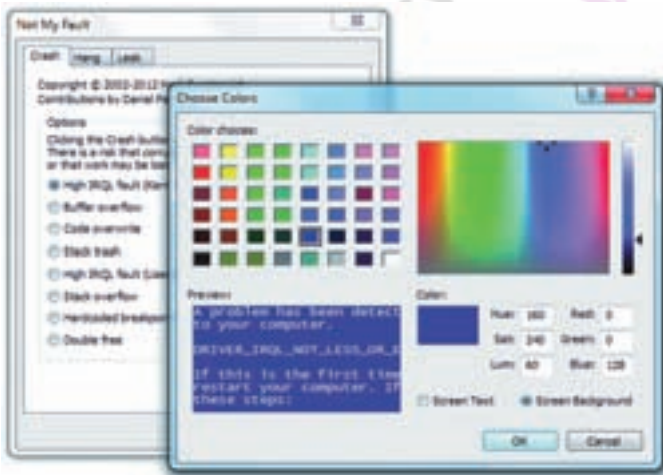 Not My Fault
Crash Hang Leak
Copyright © 2002-2012
Contributions by Daniel
Options
Clicking the Crash button
There is a risk that
or that work may be
High IRQL fault (Kern
Buffer overflow
Code overwrite
Stack trash
High IRQL fault (User
Stack overflow
Hardcoded breakpoint
Double free
Choose Colors
Color choices:
Preview:
A problem has been detect
to your computer.
DRIVER_IRQL_NOT_LESS_OR_E
If this is the first time
restart your computer. If
these steps:
Color:
Hue: 160 Red: 0
Sat: 240 Green: 0
Lum: 60 Blue: 128
Screen Text Screen Background
OK Cancel